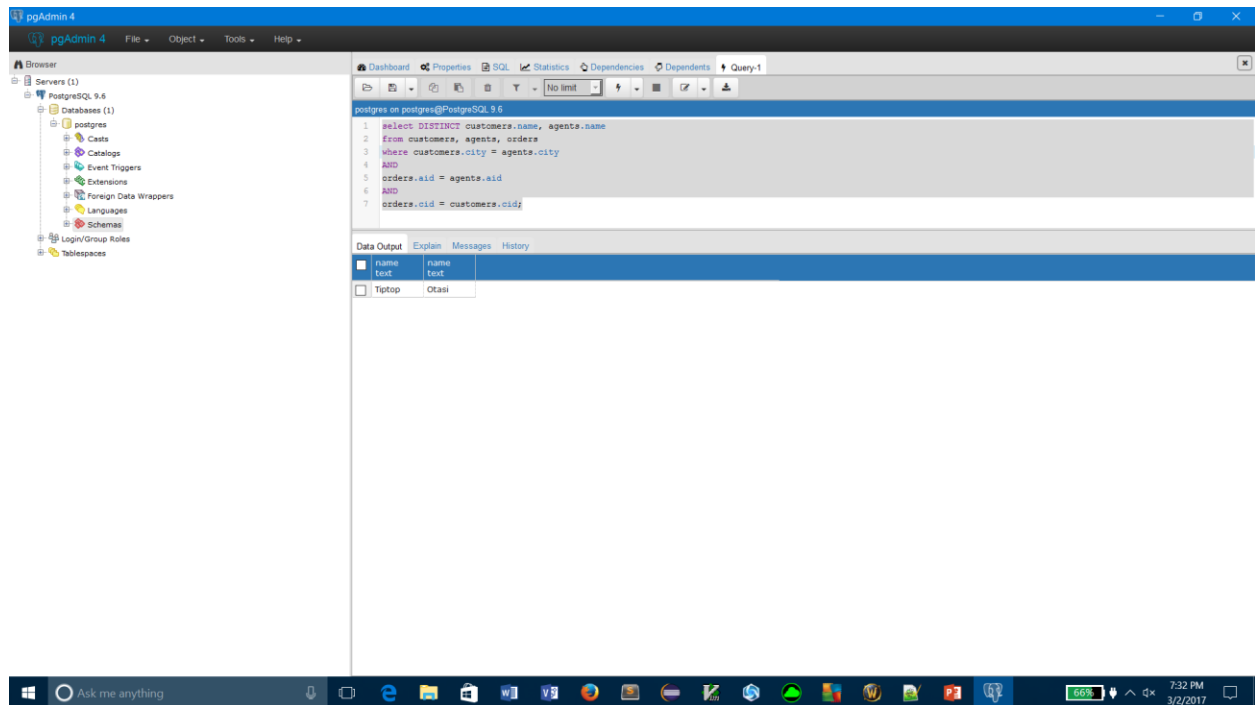 pgAdmin 4
pgAdmin 4 File Object Tools Help
Browser
Servers (1)
PostgreSQL 9.6
Databases (1)
postgres
Casts
Catalogs
Event Triggers
Extensions
Foreign Data Wrappers
Languages
Schemas
Login/Group Roles
Tablespaces
Dashboard Properties SQL Statistics Dependencies Dependents Query-1
No limit
postgres on postgres@PostgreSQL 9.6
1 select DISTINCT customers.name, agents.name
2 from customers, agents, orders
3 where customers.city = agents.city
4 AND
5 orders.aid = agents.aid
6 AND
7 orders.cid = customers.cid;
Data Output Explain Messages History
name name
text text
Tiptop Otasi
Ask me anything
66%
7:32 PM
3/2/2017